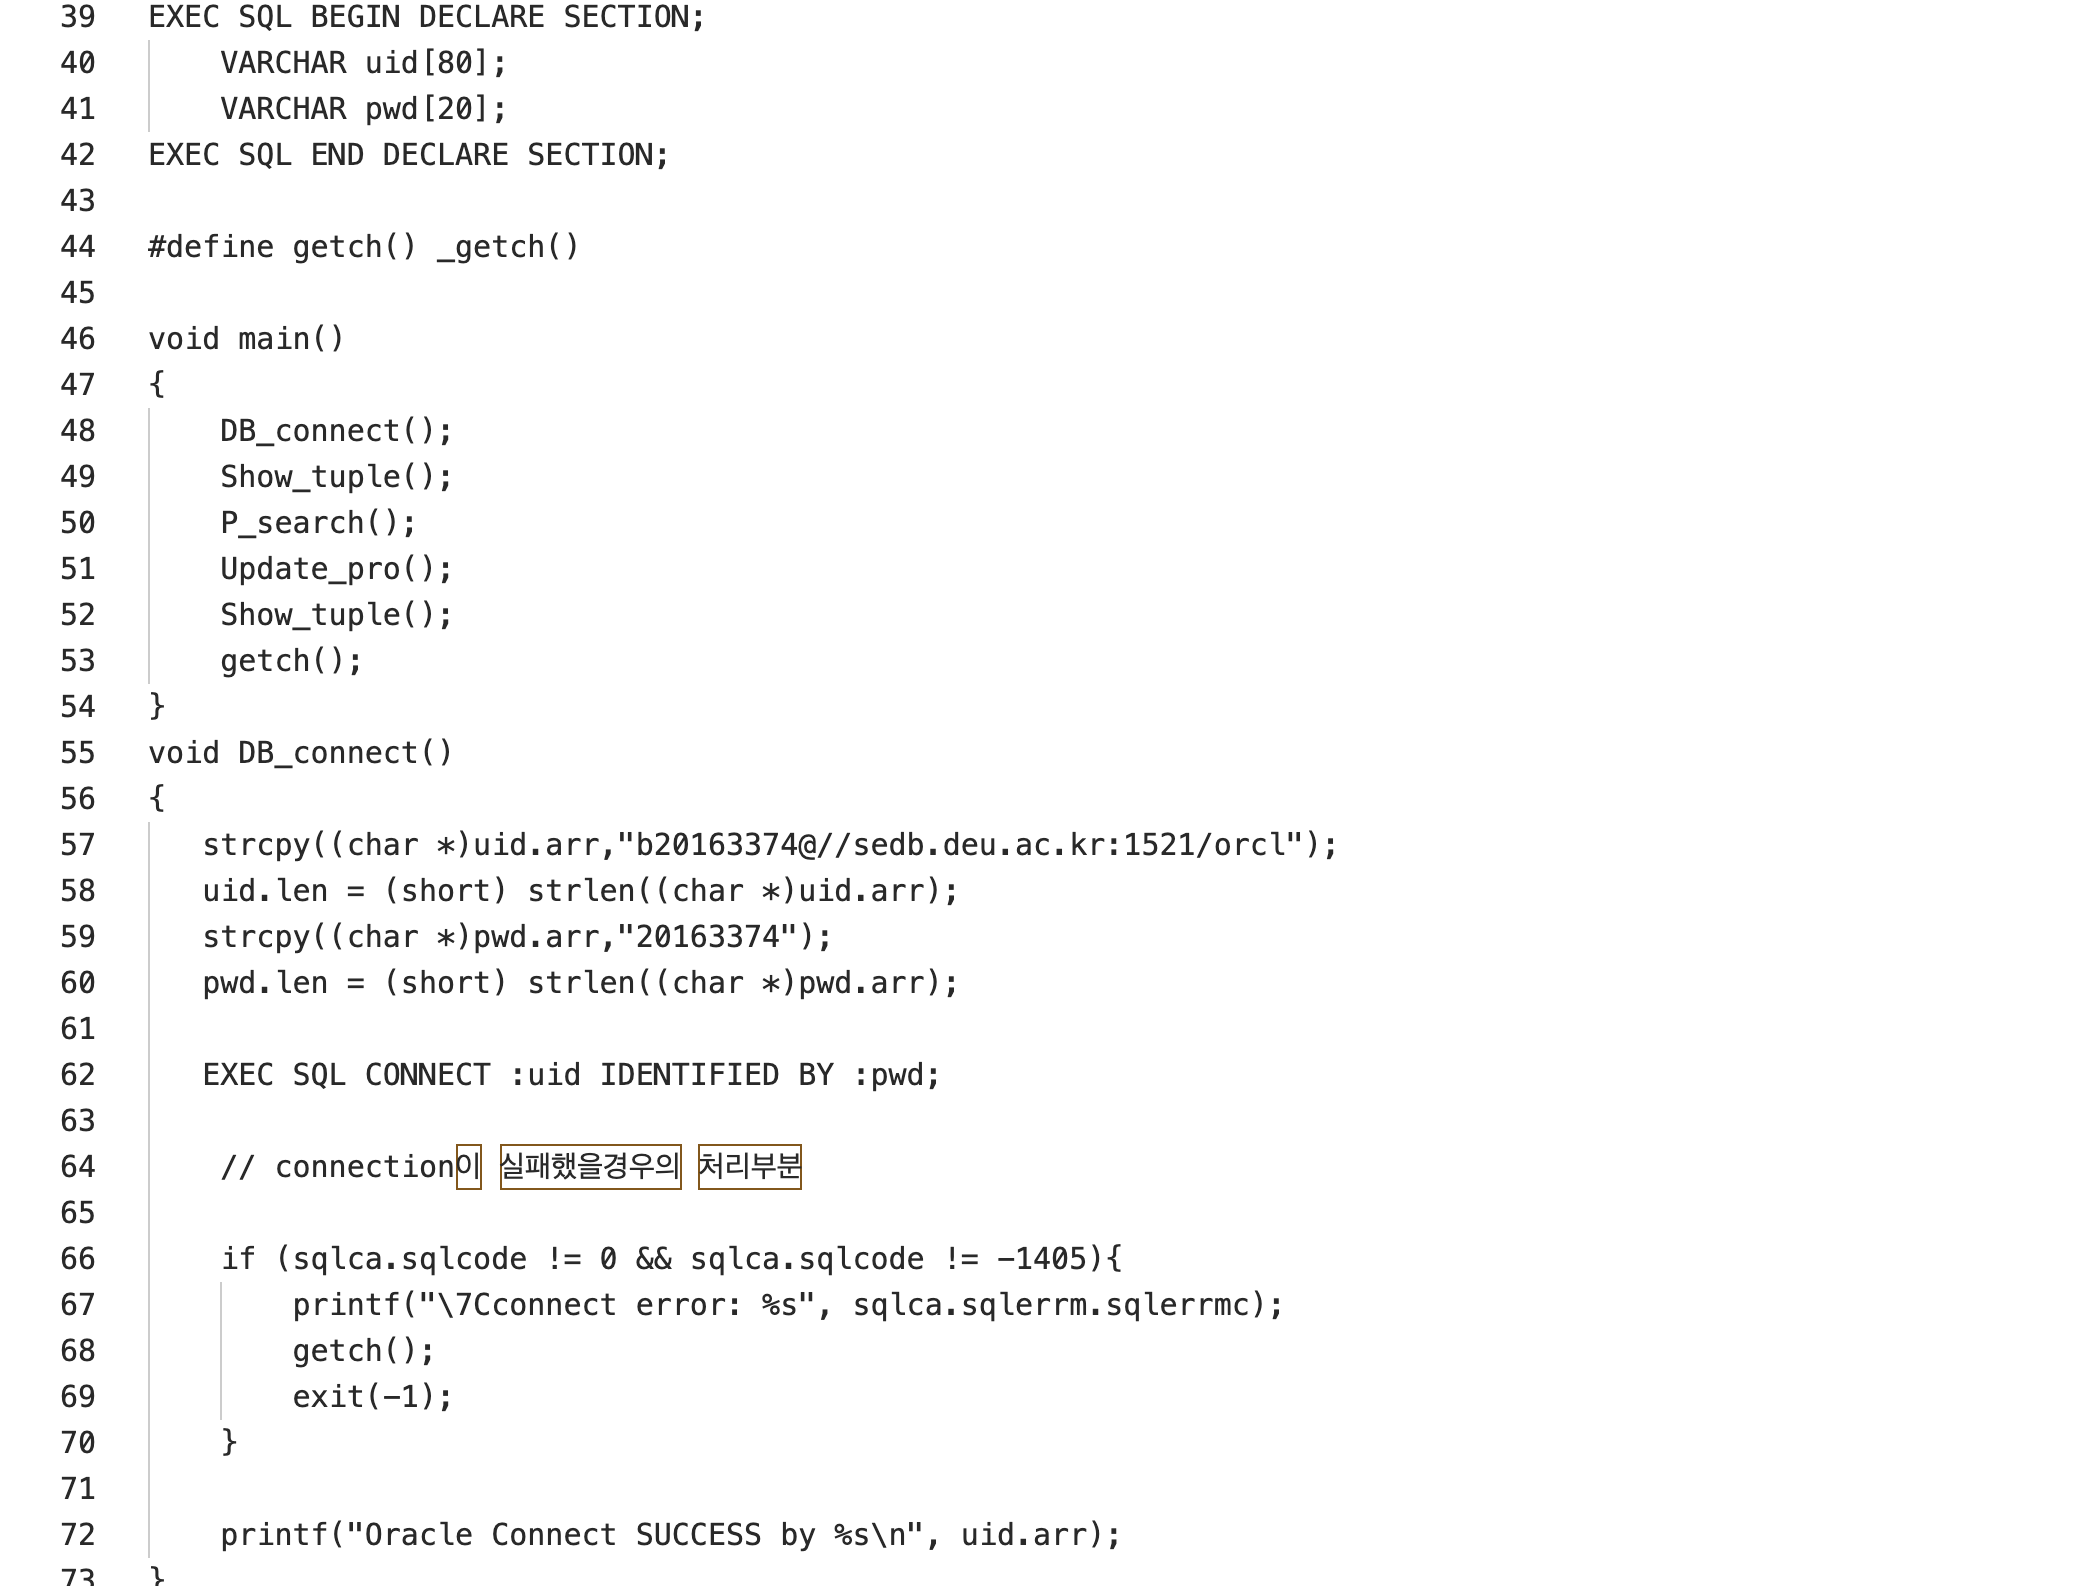 39 EXEC SQL BEGIN DECLARE SECTION;
40     VARCHAR uid[80];
41     VARCHAR pwd[20];
42 EXEC SQL END DECLARE SECTION;
43
44 #define getch() _getch()
45
46 void main()
47 {
48     DB_connect();
49     Show_tuple();
50     P_search();
51     Update_pro();
52     Show_tuple();
53     getch();
54 }
55 void DB_connect()
56 {
57    strcpy((char *)uid.arr,"b20163374@//sedb.deu.ac.kr:1521/orcl");
58    uid.len = (short) strlen((char *)uid.arr);
59    strcpy((char *)pwd.arr,"20163374");
60    pwd.len = (short) strlen((char *)pwd.arr);
61
62    EXEC SQL CONNECT :uid IDENTIFIED BY :pwd;
63
64     // connection이 실패했을경우의 처리부분
65
66     if (sqlca.sqlcode != 0 && sqlca.sqlcode != -1405){
67         printf("\7Cconnect error: %s", sqlca.sqlerrm.sqlerrmc);
68         getch();
69         exit(-1);
70     }
71
72     printf("Oracle Connect SUCCESS by %s\n", uid.arr);
73 }